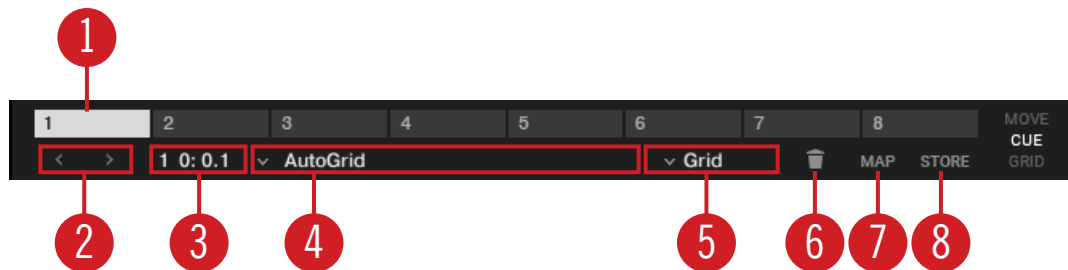 1
1 2 3 4 5 6 7 8 MOVE
CUE
< > 1 0: 0.1 AutoGrid Grid MAP STORE GRID
2 3 4 5 6 7 8